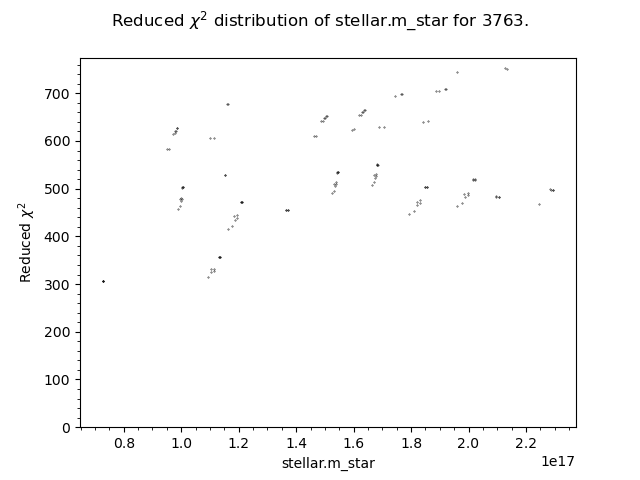 Reduced χ² distribution of stellar.m_star for 3763.
Reduced χ²
700
600
500
400
300
200
100
0
0.8 1.0 1.2 1.4 1.6 1.8 2.0 2.2
1e17
stellar.m_star